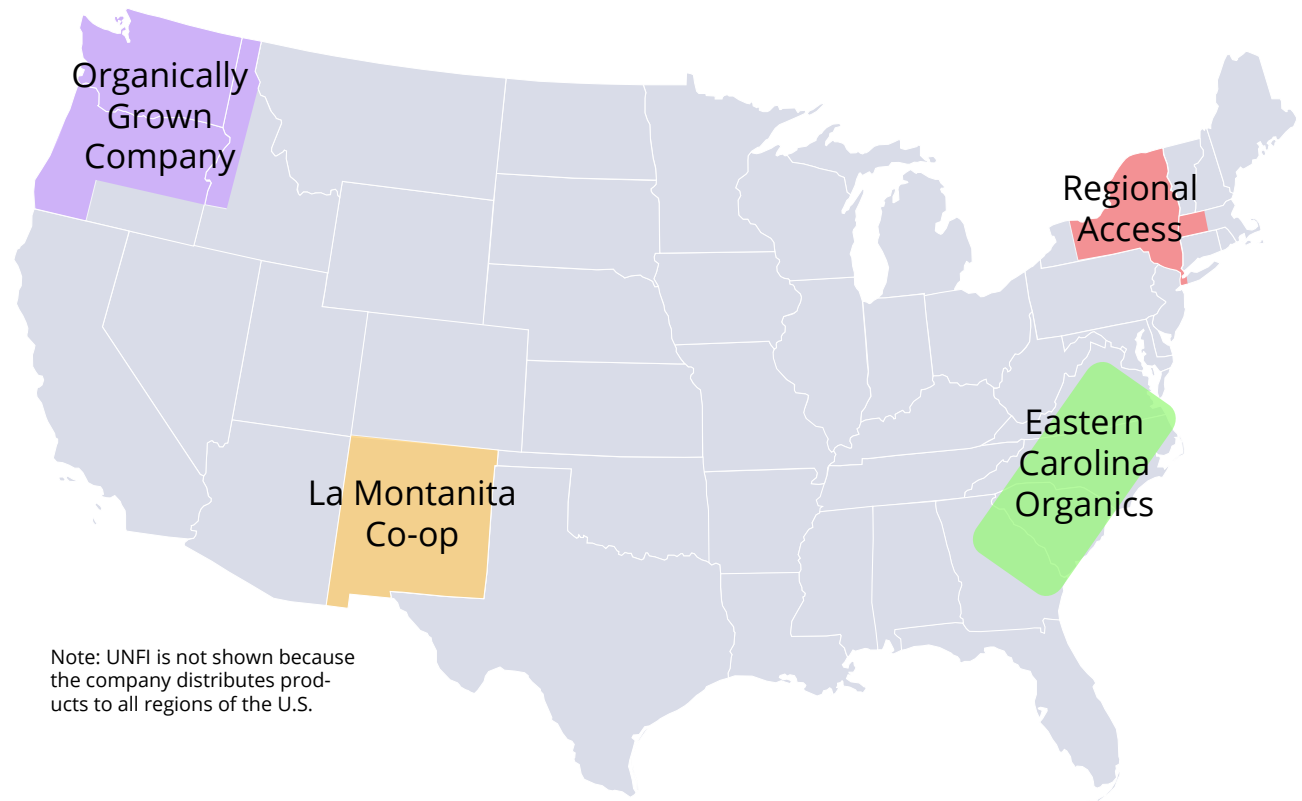 Organically
Grown
Company
Regional
Access
Eastern
Carolina
Organics
La Montanita
Co-op
Note: UNFI is not shown because
the company distributes prod-
ucts to all regions of the U.S.